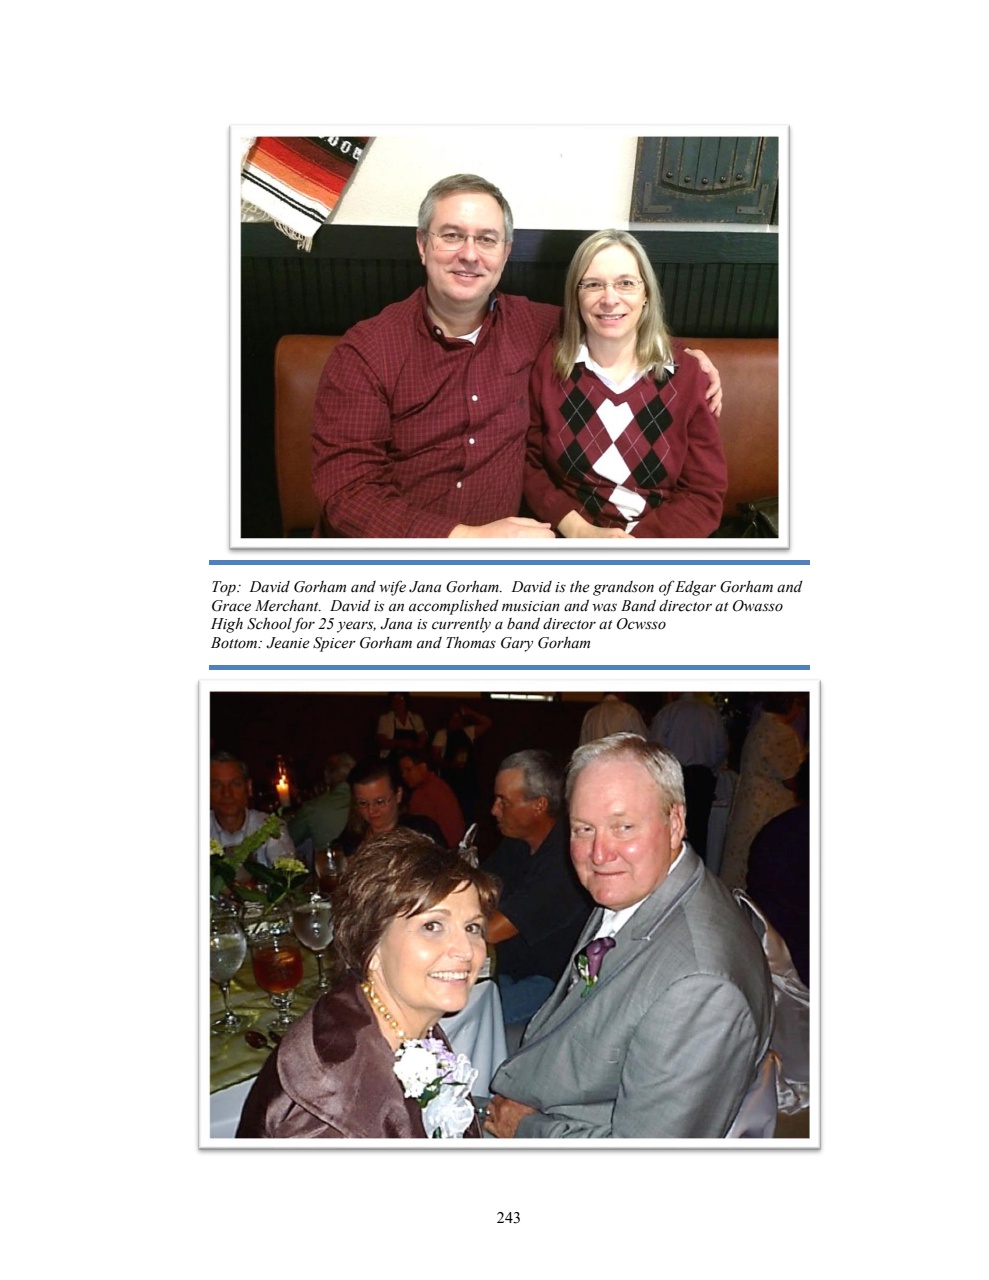 Top:  David Gorham and wife Jana Gorham.  David is the grandson of Edgar Gorham and
Grace Merchant.  David is an accomplished musician and was Band director at Owasso
High School for 25 years, Jana is currently a band director at Ocwsso
Bottom: Jeanie Spicer Gorham and Thomas Gary Gorham
243